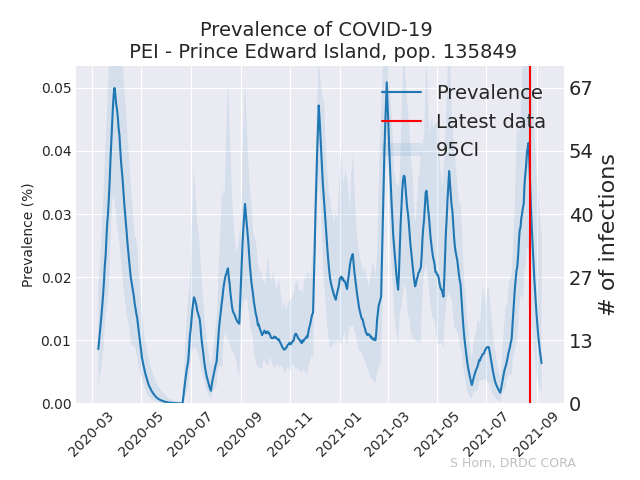 Prevalence of COVID-19
PEI - Prince Edward Island, pop. 135849
Prevalence
Latest data
95CI
Prevalence (%)
0.05
0.04
0.03
0.02
0.01
0.00
# of infections
67
54
40
27
13
0
2020-03
2020-05
2020-07
2020-09
2020-11
2021-01
2021-03
2021-05
2021-07
2021-09
S Horn, DRDC CORA